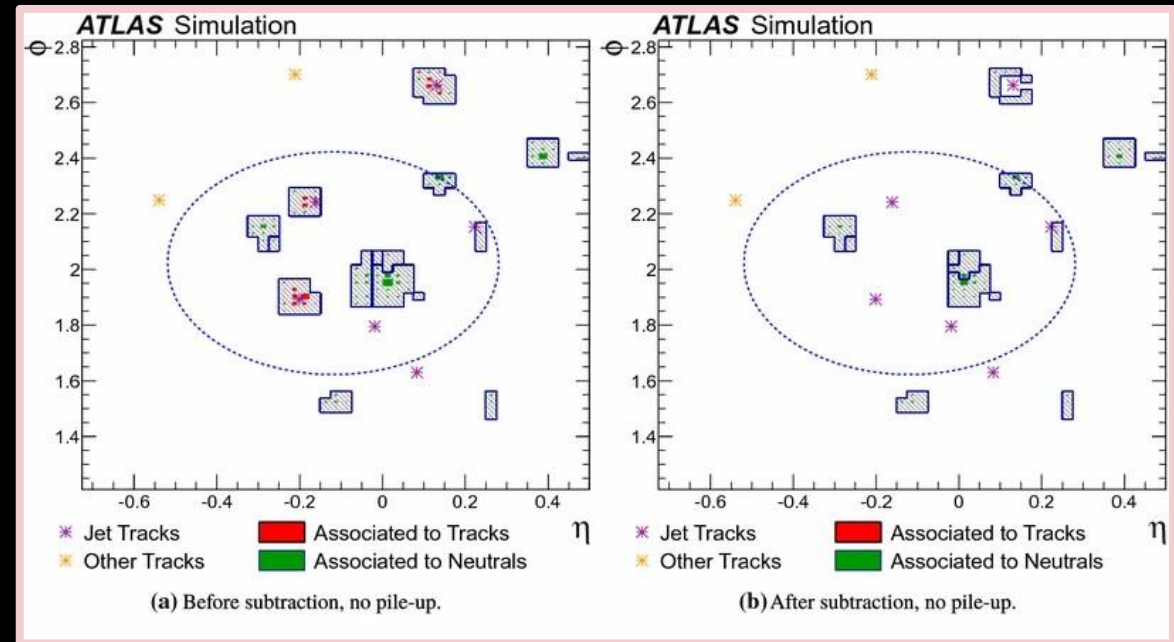 ATLAS Simulation
φ
2.8
2.6
2.4
2.2
2
1.8
1.6
1.4
-0.6 -0.4 -0.2 0 0.2 0.4
η
✳ Jet Tracks Associated to Tracks
✳ Other Tracks Associated to Neutrals
(a) Before subtraction, no pile-up.
ATLAS Simulation
φ
2.8
2.6
2.4
2.2
2
1.8
1.6
1.4
-0.6 -0.4 -0.2 0 0.2 0.4
η
✳ Jet Tracks Associated to Tracks
✳ Other Tracks Associated to Neutrals
(b) After subtraction, no pile-up.